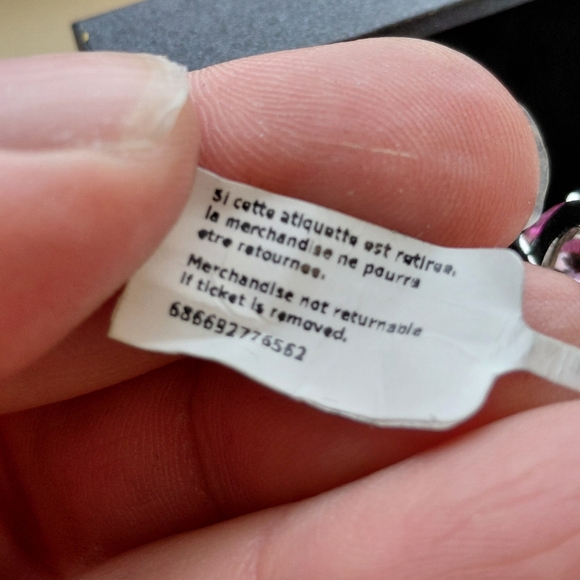 Si cette atiquette est retiree,
la merchandise ne pourra
etre retournee.
Merchandise not returnable
if ticket is removed.
686692776562